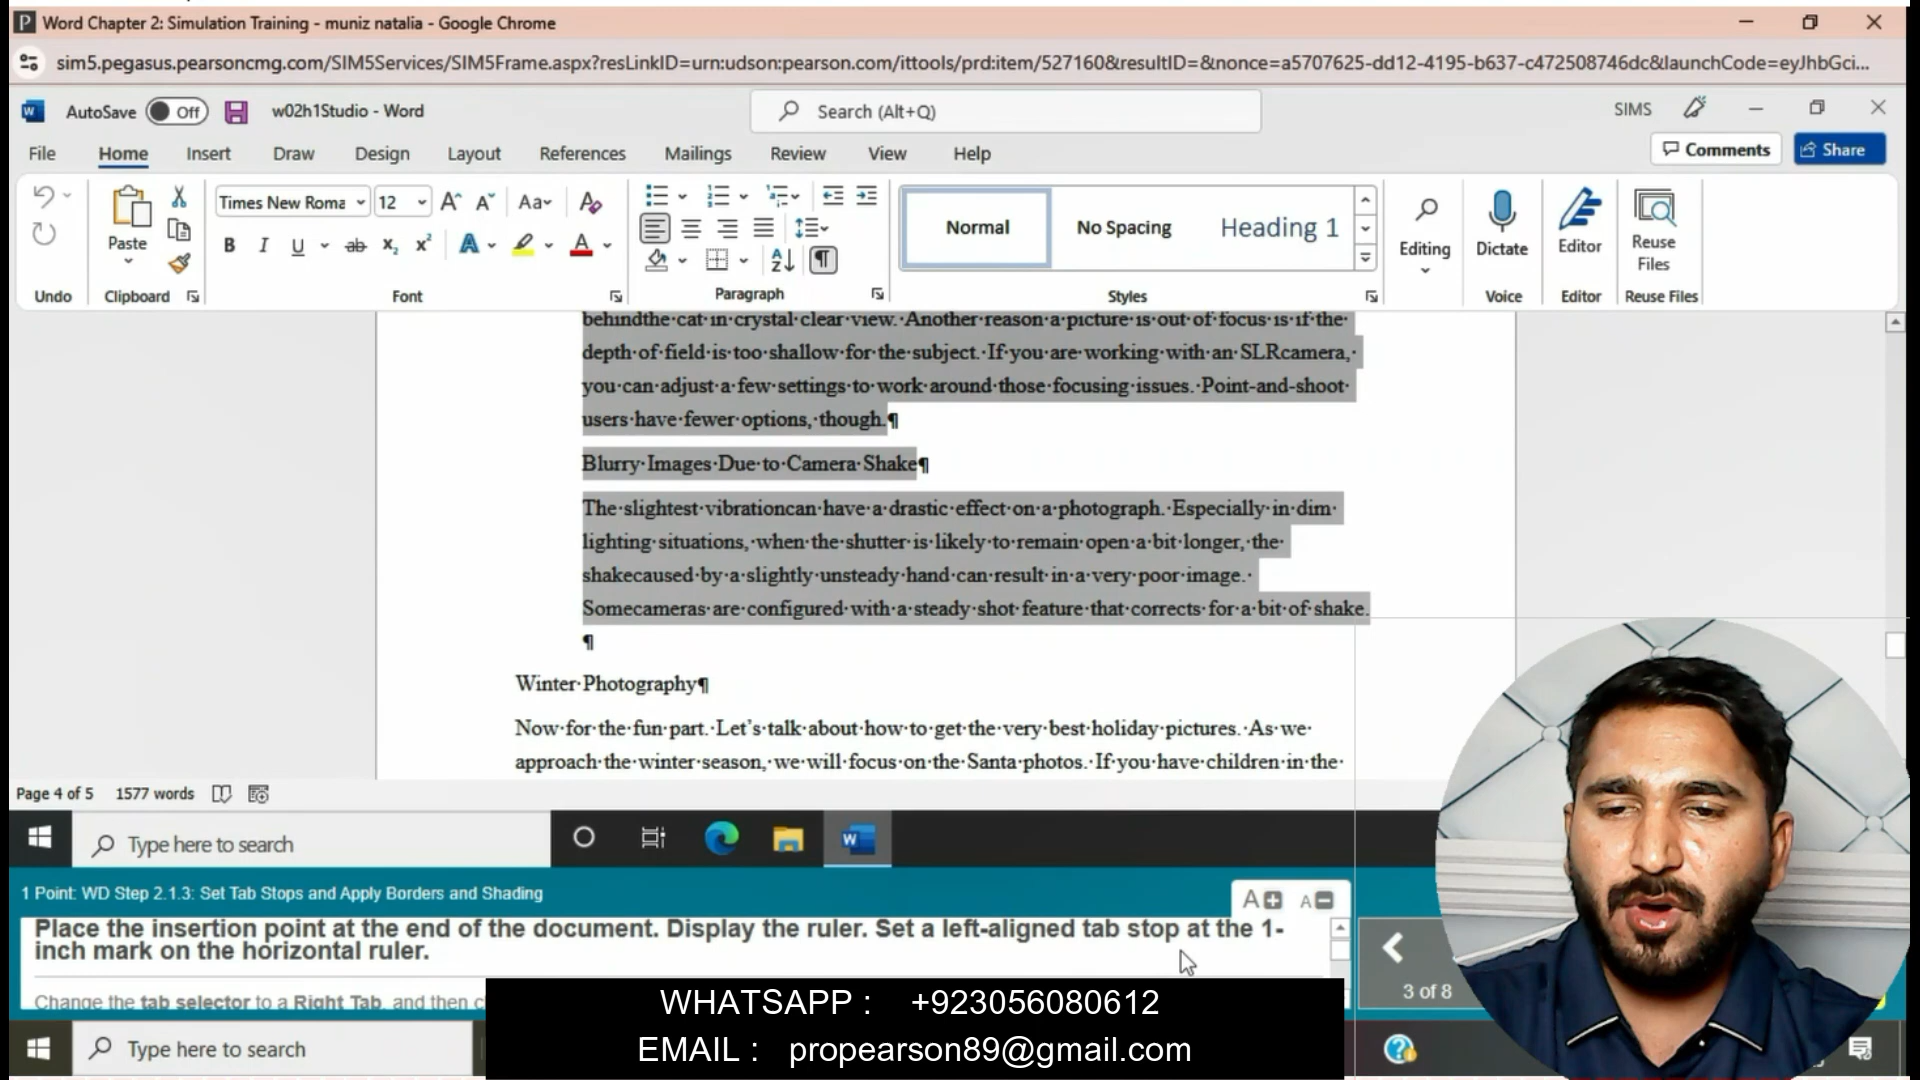 Word Chapter 2: Simulation Training - muniz natalia - Google Chrome
sim5.pegasus.pearsoncmg.com/SIM5Services/SIM5Frame.aspx?resLinkID=urn:udson:pearson.com/ittools/prd:item/527160&resultID=&nonce=a5707625-dd12-4195-b637-c472508746dc&launchCode=eyJhbGci...
AutoSave Off w02h1Studio - Word Search (Alt+Q) SIMS
File Home Insert Draw Design Layout References Mailings Review View Help Comments Share
Times New Roma 12
Paste
Normal No Spacing Heading 1
Editing Dictate Editor Reuse Files
Undo Clipboard Font Paragraph Styles Voice Editor Reuse Files
behindthe·cat·in·crystal·clear·view.·Another·reason·a·picture·is·out·of·focus·is·if·the·
depth·of·field·is·too·shallow·for·the·subject.·If·you·are·working·with·an·SLRcamera,·
you·can·adjust·a·few·settings·to·work·around·those·focusing·issues.·Point-and-shoot·
users·have·fewer·options,·though.¶
Blurry·Images·Due·to·Camera·Shake¶
The·slightest·vibrationcan·have·a·drastic·effect·on·a·photograph.·Especially·in·dim·
lighting·situations,·when·the·shutter·is·likely·to·remain·open·a·bit·longer,·the·
shakecaused·by·a·slightly·unsteady·hand·can·result·in·a·very·poor·image.·
Somecameras·are·configured·with·a·steady·shot·feature·that·corrects·for·a·bit·of·shake.
¶
Winter·Photography¶
Now·for·the·fun·part.·Let's·talk·about·how·to·get·the·very·best·holiday·pictures.·As·we·
approach·the·winter·season,·we·will·focus·on·the·Santa·photos.·If·you·have·children·in·the·
Page 4 of 5 1577 words
Type here to search
1 Point: WD Step 2.1.3: Set Tab Stops and Apply Borders and Shading
Place the insertion point at the end of the document. Display the ruler. Set a left-aligned tab stop at the 1-
inch mark on the horizontal ruler.
Change the tab selector to a Right Tab, and then
3 of 8
WHATSAPP : +923056080612
EMAIL : propearson89@gmail.com
Type here to search